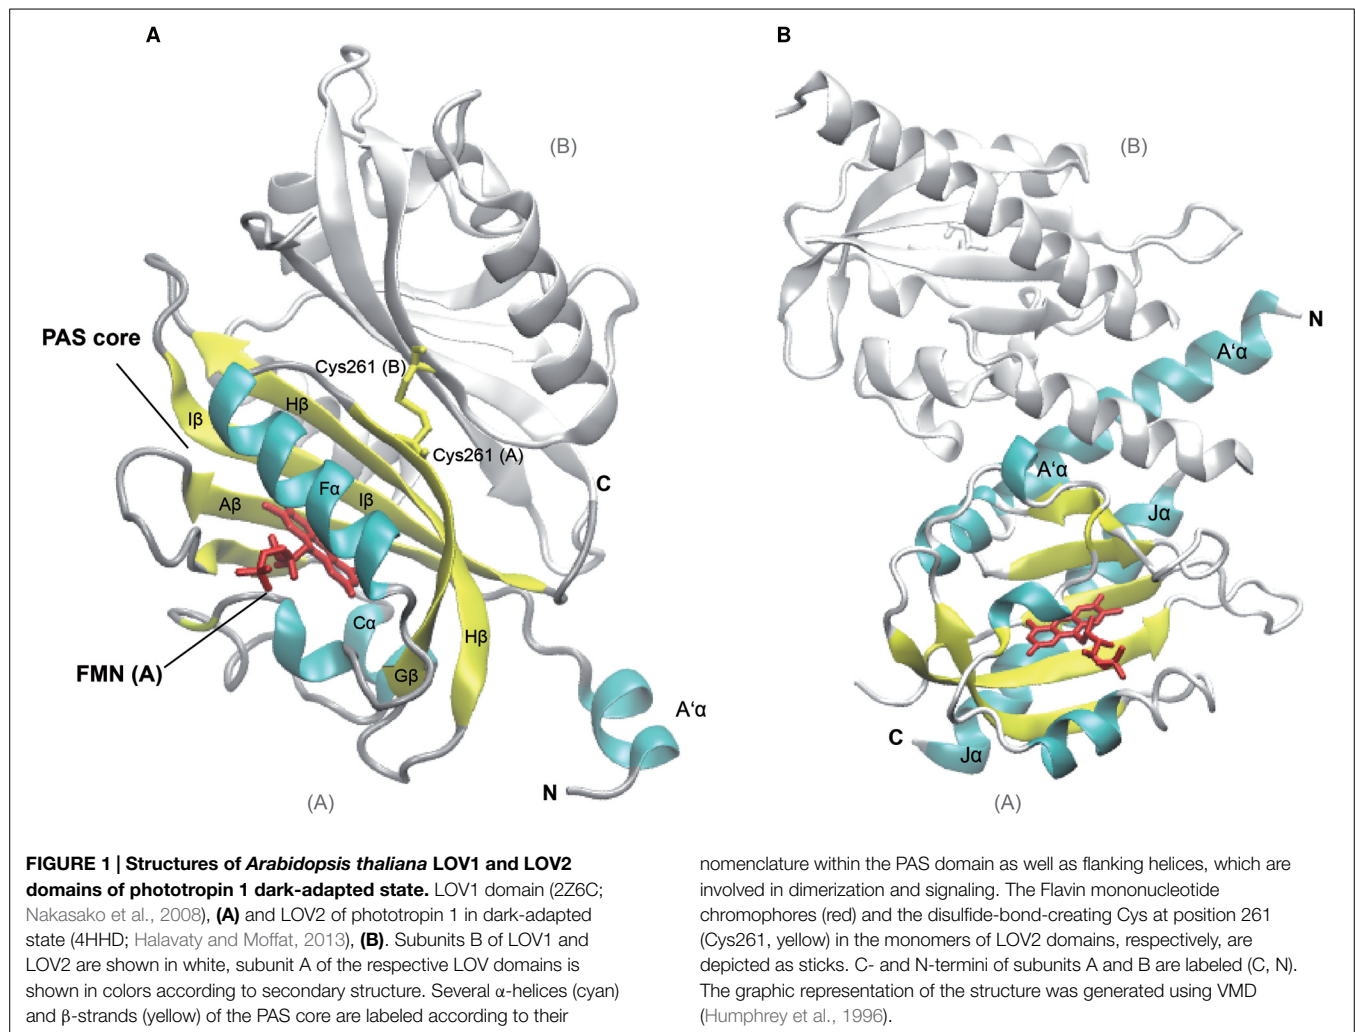 A
(B)
PAS core
Cys261 (B)
Hβ
Iβ
Cys261 (A)
C
Fα
Iβ
Aβ
Cα
Hβ
FMN (A)
Gβ
A‘α
N
(A)
B
(B)
N
A‘α
A‘α
Jα
C
Jα
(A)
FIGURE 1 | Structures of Arabidopsis thaliana LOV1 and LOV2
domains of phototropin 1 dark-adapted state. LOV1 domain (2Z6C;
Nakasako et al., 2008), (A) and LOV2 of phototropin 1 in dark-adapted
state (4HHD; Halavaty and Moffat, 2013), (B). Subunits B of LOV1 and
LOV2 are shown in white, subunit A of the respective LOV domains is
shown in colors according to secondary structure. Several α-helices (cyan)
and β-strands (yellow) of the PAS core are labeled according to their
nomenclature within the PAS domain as well as flanking helices, which are
involved in dimerization and signaling. The Flavin mononucleotide
chromophores (red) and the disulfide-bond-creating Cys at position 261
(Cys261, yellow) in the monomers of LOV2 domains, respectively, are
depicted as sticks. C- and N-termini of subunits A and B are labeled (C, N).
The graphic representation of the structure was generated using VMD
(Humphrey et al., 1996).